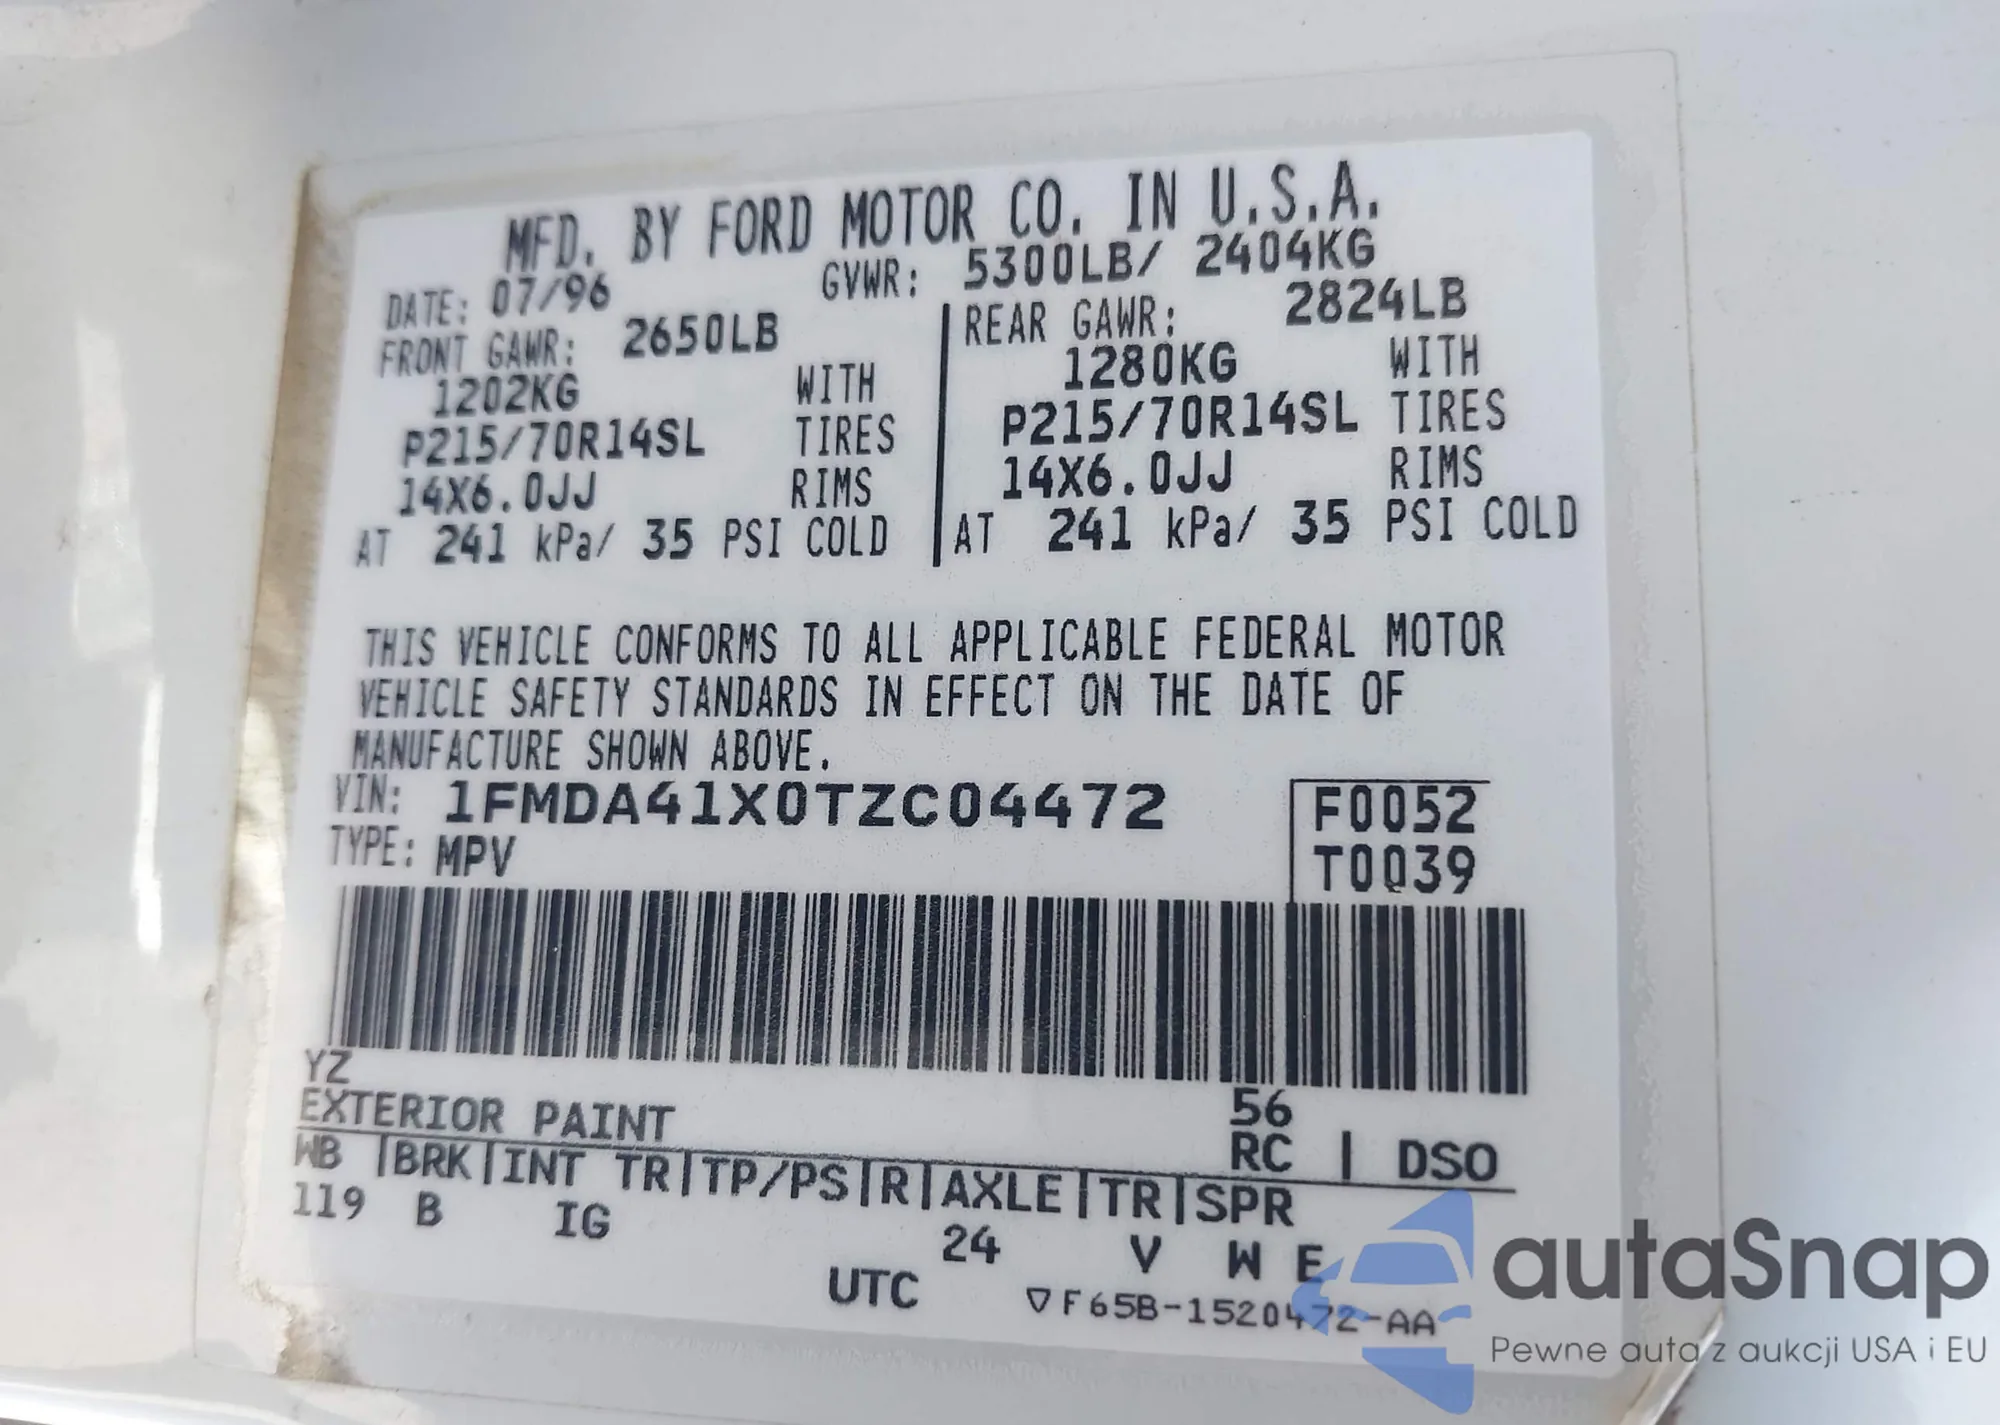 MFD. BY FORD MOTOR CO. IN U.S.A.
DATE: 07/96 GVWR: 5300LB/ 2404KG
FRONT GAWR: 2650LB REAR GAWR: 2824LB
1202KG WITH 1280KG WITH
P215/70R14SL TIRES P215/70R14SL TIRES
14X6.0JJ RIMS 14X6.0JJ RIMS
AT 241 kPa/ 35 PSI COLD AT 241 kPa/ 35 PSI COLD
THIS VEHICLE CONFORMS TO ALL APPLICABLE FEDERAL MOTOR
VEHICLE SAFETY STANDARDS IN EFFECT ON THE DATE OF
MANUFACTURE SHOWN ABOVE.
VIN: 1FMDA41X0TZC04472 F0052
TYPE: MPV T0039
YZ 56
EXTERIOR PAINT RC | DSO
WB |BRK|INT TR|TP/PS|R|AXLE|TR|SPR
119 B IG 24 V W E
UTC ▽F65B-1520472-AA
autaSnap
Pewne auta z aukcji USA i EU